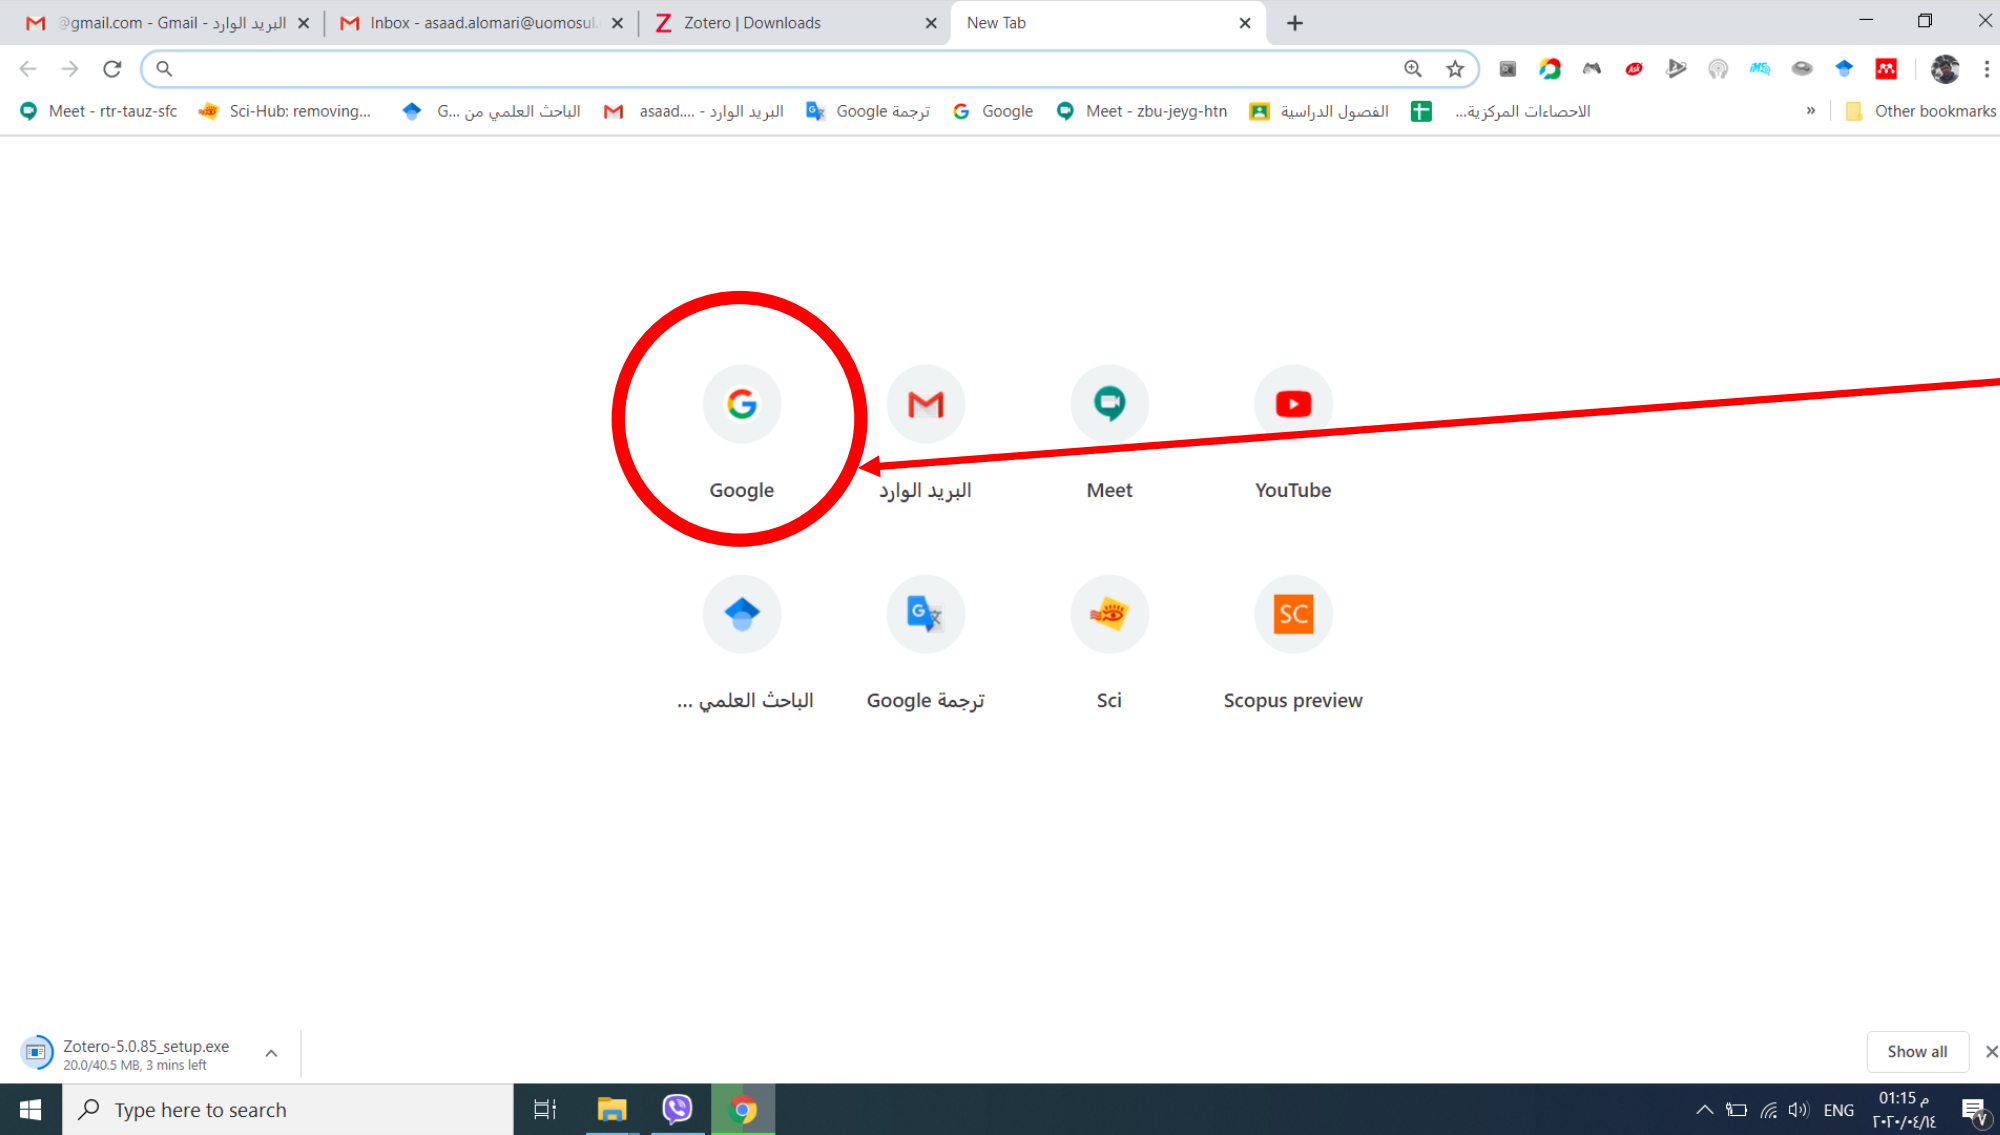 @gmail.com - Gmail - البريد الوارد
Inbox - asaad.alomari@uomosul.
Zotero | Downloads
New Tab
Meet - rtr-tauz-sfc
Sci-Hub: removing...
الباحث العلمي من G...
البريد الوارد - asaad....
ترجمة Google
Google
Meet - zbu-jeyg-htn
الفصول الدراسية
الاحصاءات المركزية...
»
Other bookmarks
Google
البريد الوارد
Meet
YouTube
الباحث العلمي ...
ترجمة Google
Sci
Scopus preview
SC
Zotero-5.0.85_setup.exe
20.0/40.5 MB, 3 mins left
Show all
Type here to search
ENG
01:15 م
٢٠٢٠/٠٤/١٤
٧